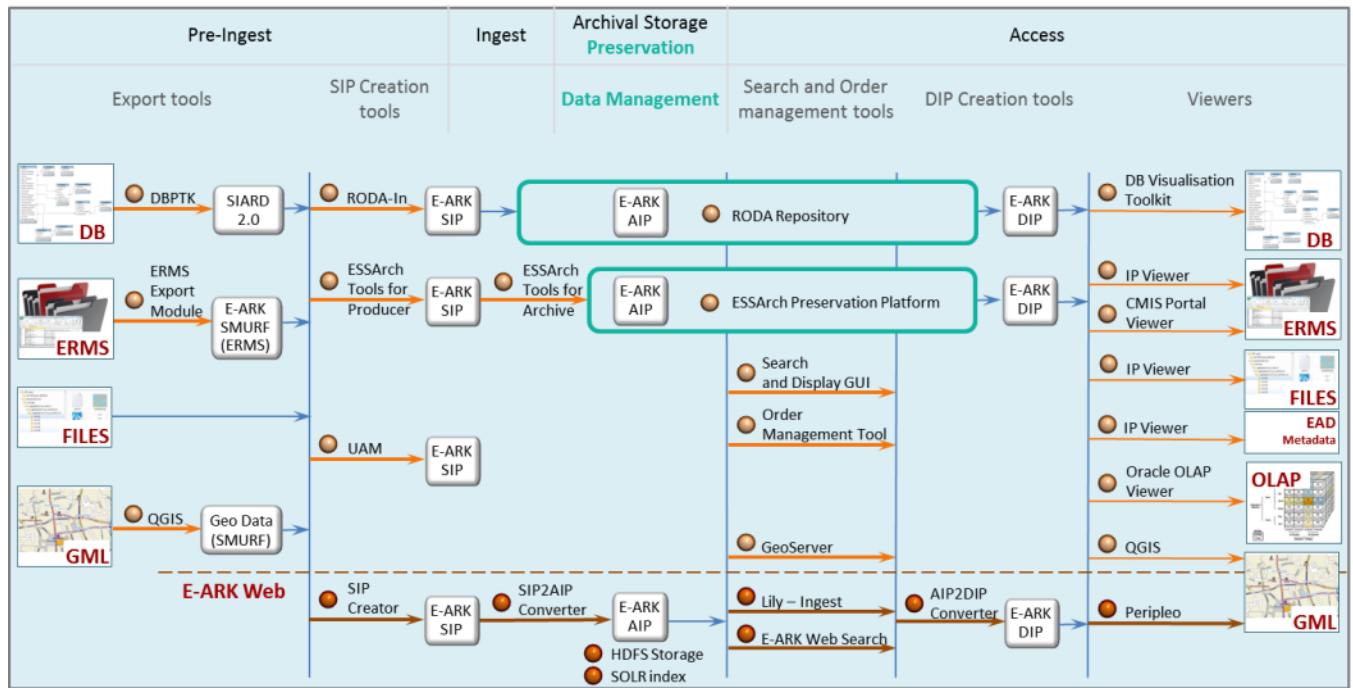 Pre-Ingest
Ingest
Archival Storage
Preservation
Access
Export tools
SIP Creation
tools
Data Management
Search and Order
management tools
DIP Creation tools
Viewers
DB
DBPTK
SIARD
2.0
RODA-In
E-ARK
SIP
E-ARK
AIP
RODA Repository
E-ARK
DIP
DB Visualisation
Toolkit
DB
ERMS
ERMS
Export
Module
E-ARK
SMURF
(ERMS)
ESSArch
Tools for
Producer
E-ARK
SIP
ESSArch
Tools for
Archive
E-ARK
AIP
ESSArch Preservation Platform
E-ARK
DIP
IP Viewer
CMIS Portal
Viewer
ERMS
FILES
Search
and Display GUI
IP Viewer
FILES
UAM
E-ARK
SIP
Order
Management Tool
IP Viewer
EAD
Metadata
Oracle OLAP
Viewer
OLAP
GML
QGIS
Geo Data
(SMURF)
GeoServer
QGIS
E-ARK Web
SIP
Creator
E-ARK
SIP
SIP2AIP
Converter
E-ARK
AIP
HDFS Storage
SOLR index
Lily – Ingest
E-ARK Web Search
AIP2DIP
Converter
E-ARK
DIP
Peripleo
GML